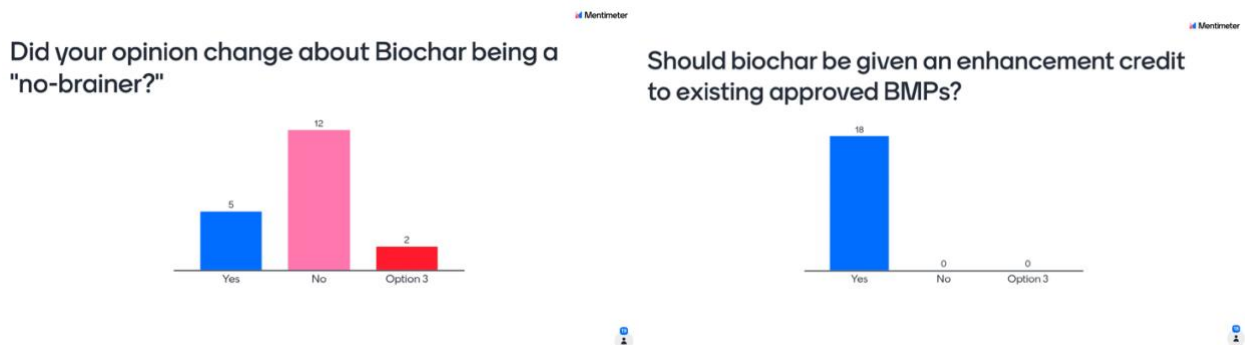 Mentimeter
Did your opinion change about Biochar being a
"no-brainer?"
12
5
2
Yes No Option 3
Mentimeter
Should biochar be given an enhancement credit
to existing approved BMPs?
18
0 0
Yes No Option 3